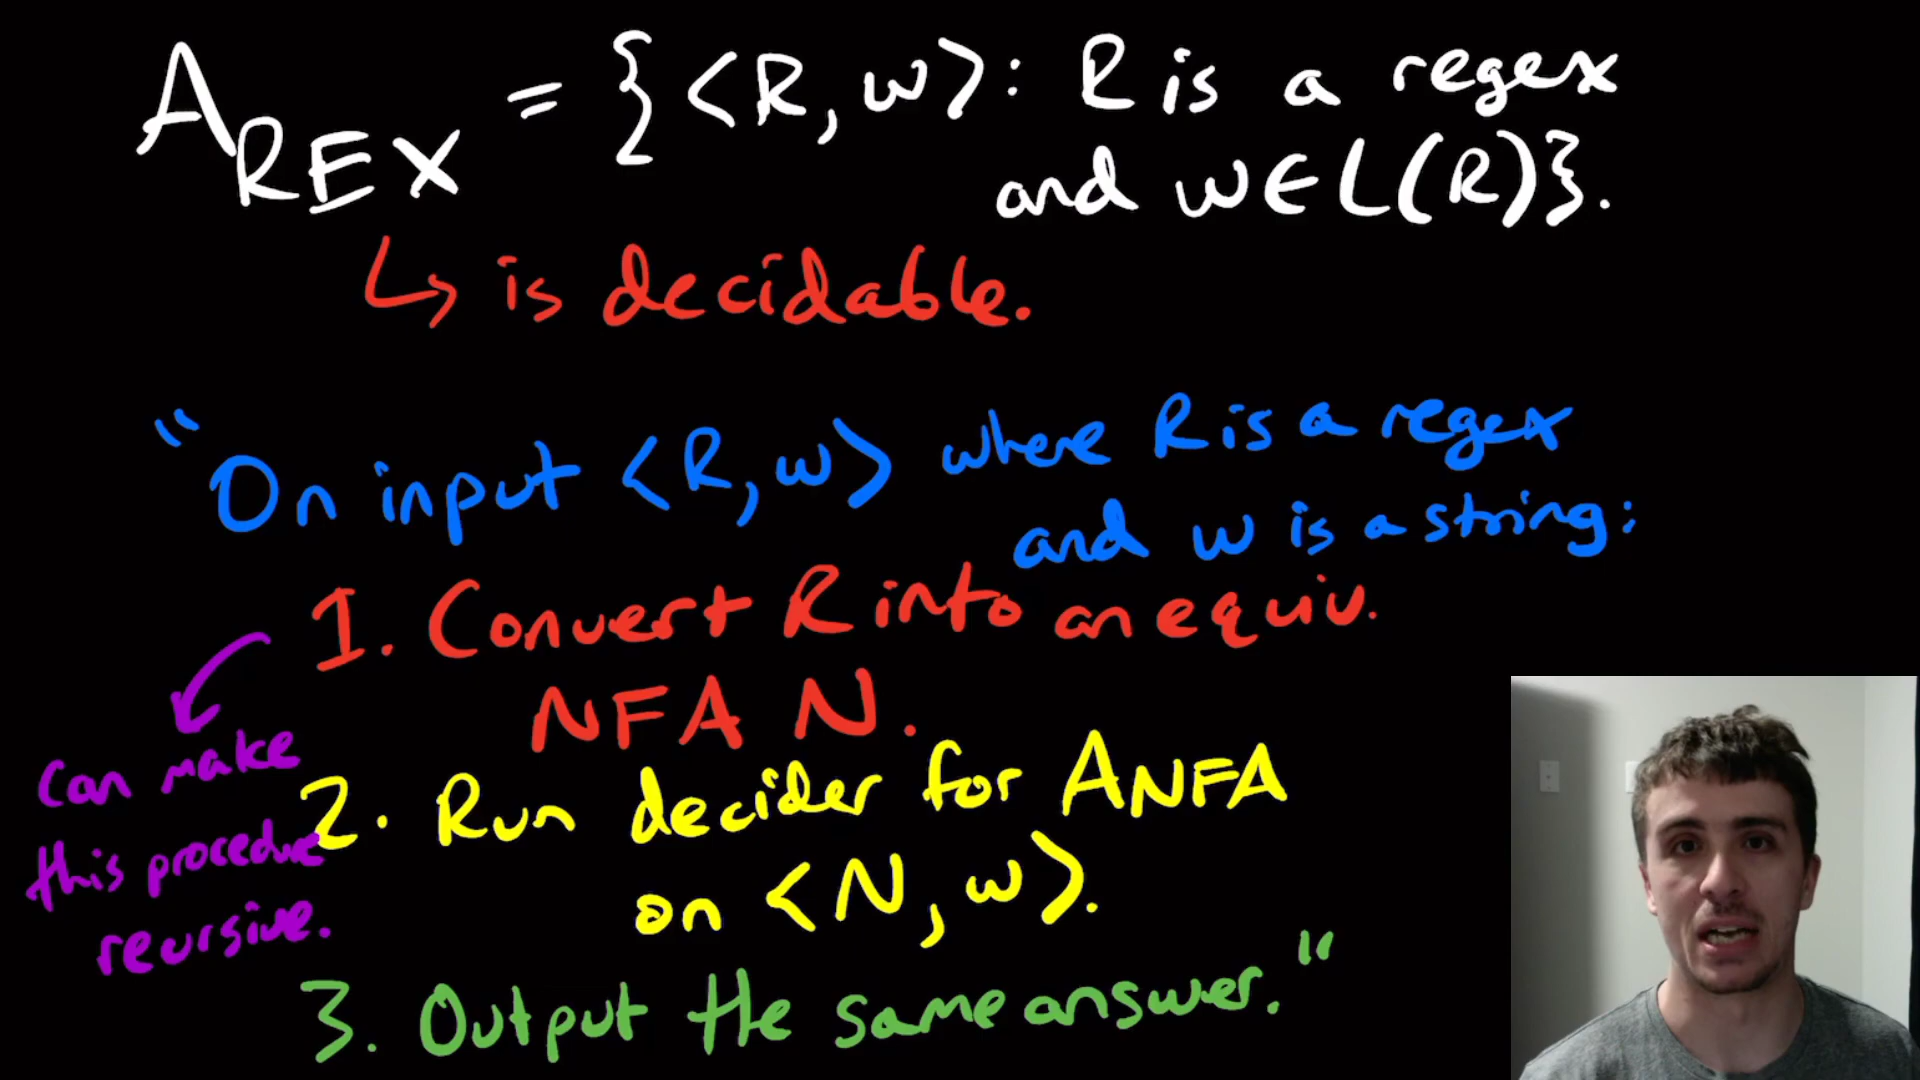 A_REX = {<R, w>: R is a regex
and w∈L(R)}.
↳ is decidable.
"On input <R, w> where R is a regex
and w is a string:
1. Convert R into an equiv.
NFA N.
can make
this procedure
recursive.
2. Run decider for A_NFA
on <N, w>.
3. Output the same answer."